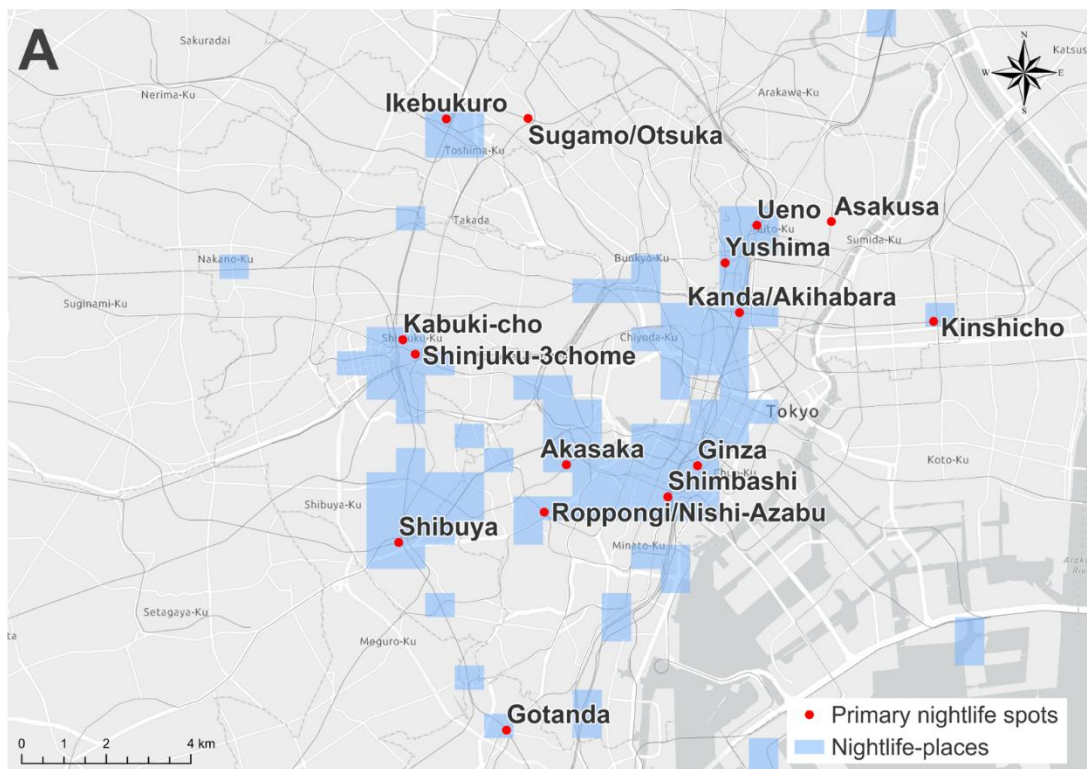 A
Sakuradai
Katsus
N
W E
S
Nerima-Ku
Arakawa-Ku
Ikebukuro
Sugamo/Otsuka
Toshima-Ku
Takada
Ueno
Asakusa
Sumida-Ku
Yushima
Nakano-Ku
Bunkyo-Ku
Suginami-Ku
Kanda/Akihabara
Kinshicho
Kabuki-cho
Chiyoda-Ku
Shinjuku-3chome
Tokyo
Akasaka
Ginza
Koto-Ku
Shimbashi
Shibuya-Ku
Roppongi/Nishi-Azabu
Shibuya
Minato-Ku
Setagaya-Ku
Meguro-Ku
Gotanda
Primary nightlife spots
Nightlife-places
0 1 2 4 km